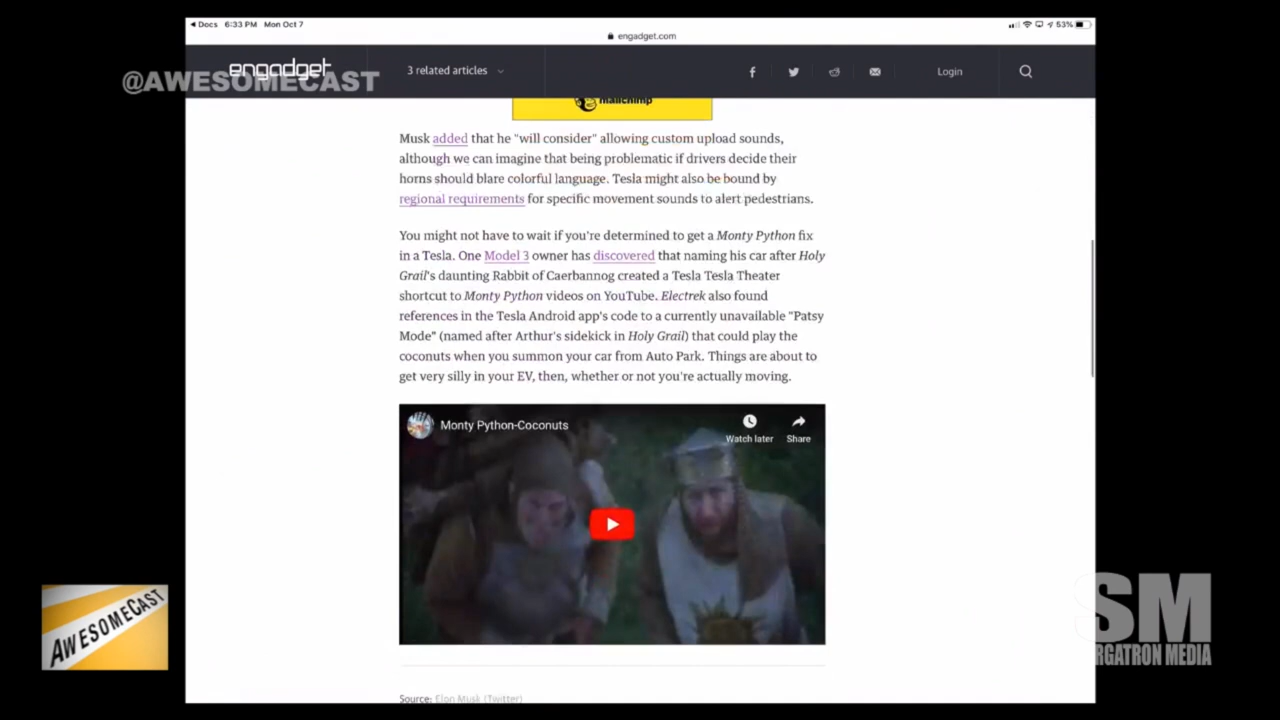 Docs 6:33 PM Mon Oct 7
53%
engadget.com
engadget
3 related articles
Login
@AWESOMECAST
mailchimp
Musk added that he "will consider" allowing custom upload sounds,
although we can imagine that being problematic if drivers decide their
horns should blare colorful language. Tesla might also be bound by
regional requirements for specific movement sounds to alert pedestrians.
You might not have to wait if you're determined to get a Monty Python fix
in a Tesla. One Model 3 owner has discovered that naming his car after Holy
Grail's daunting Rabbit of Caerbannog created a Tesla Tesla Theater
shortcut to Monty Python videos on YouTube. Electrek also found
references in the Tesla Android app's code to a currently unavailable "Patsy
Mode" (named after Arthur's sidekick in Holy Grail) that could play the
coconuts when you summon your car from Auto Park. Things are about to
get very silly in your EV, then, whether or not you're actually moving.
Monty Python-Coconuts
Watch later
Share
AWESOMECAST
SM
RGATRON MEDIA
Source: Elon Musk (Twitter)